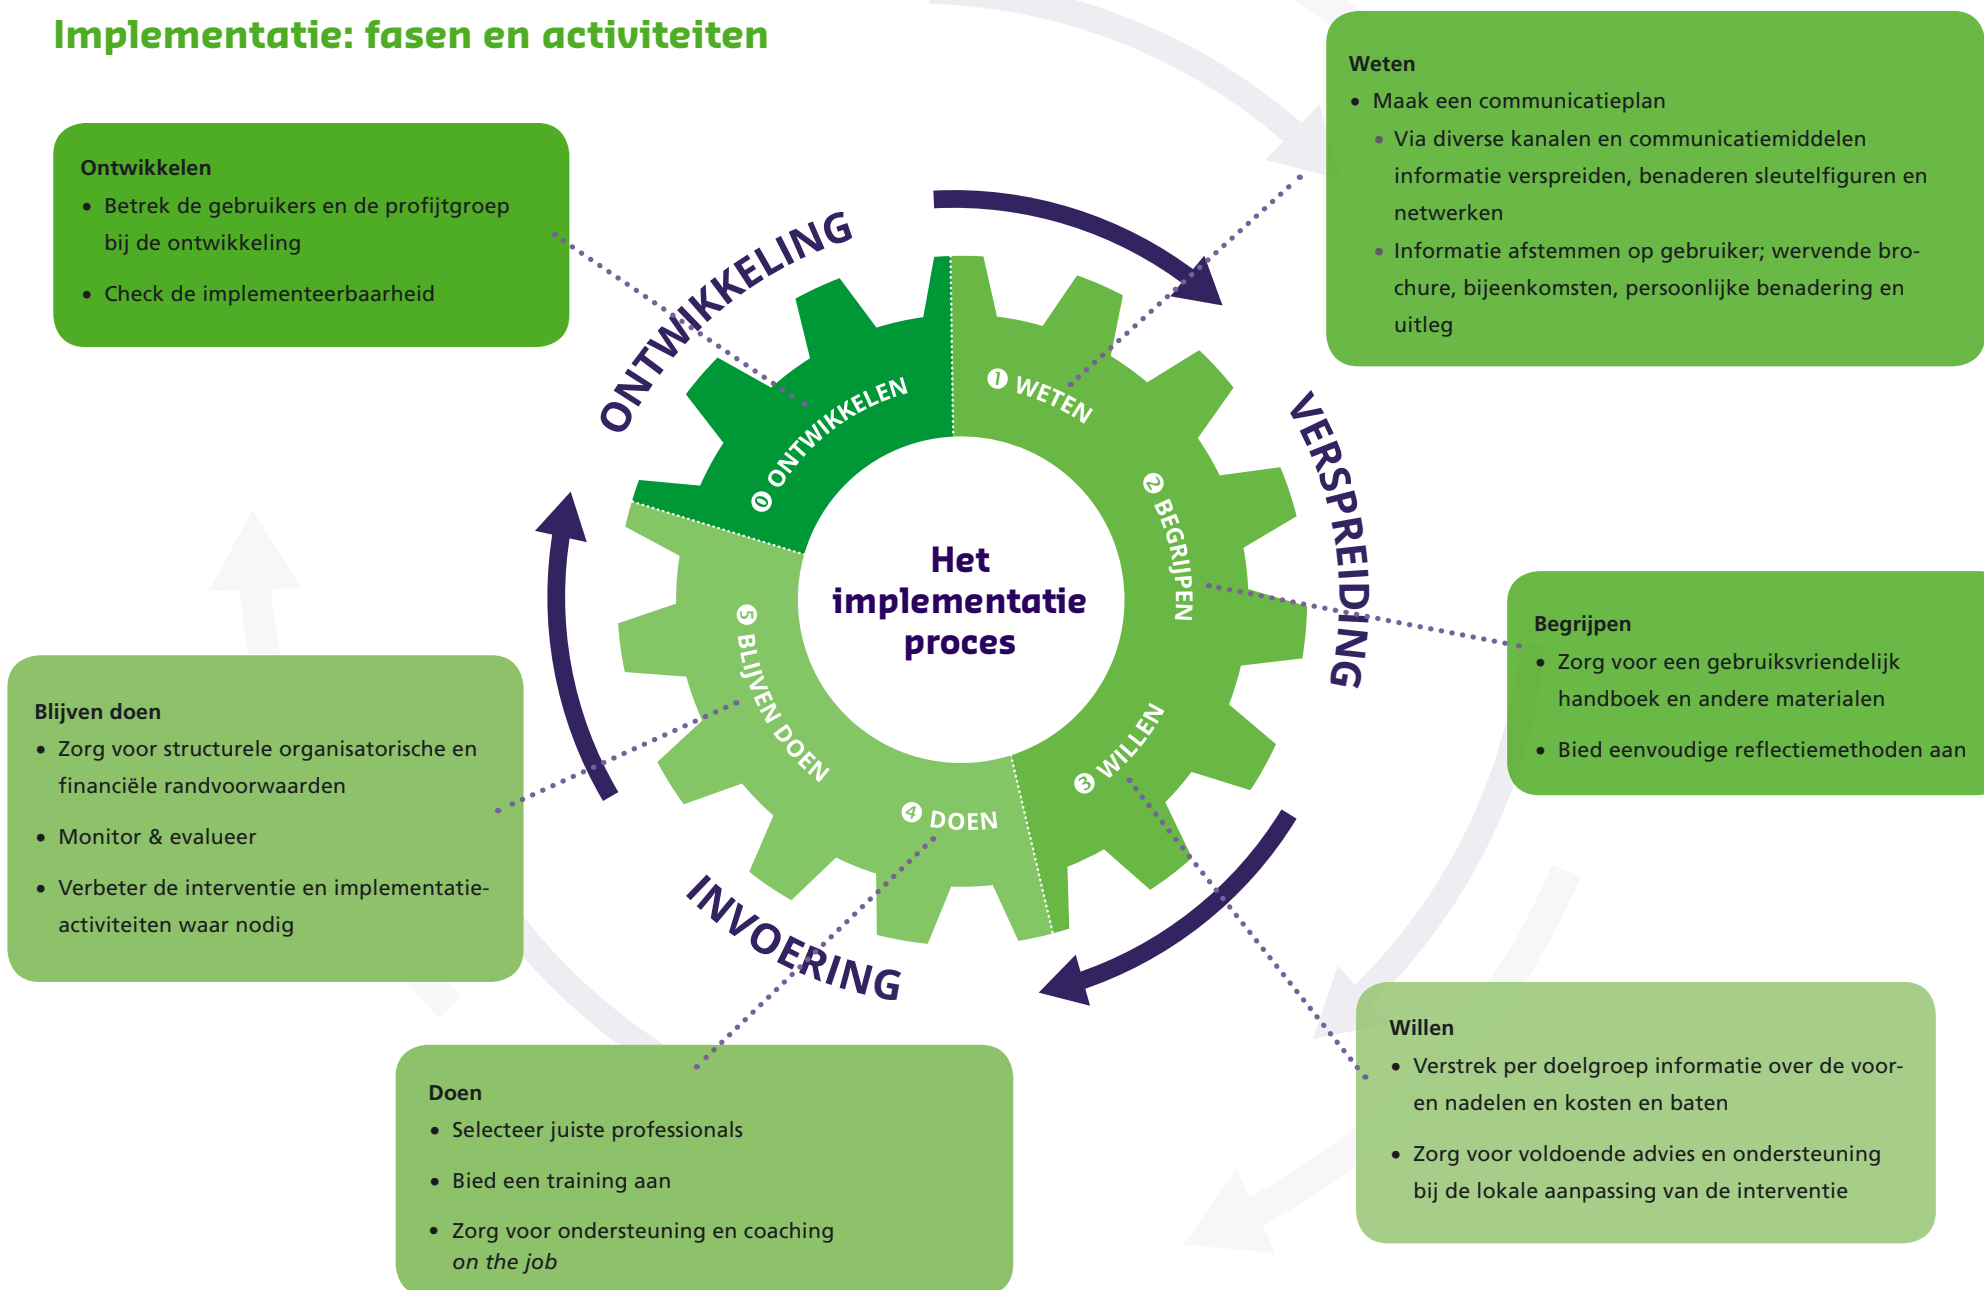 Implementatie: fasen en activiteiten
Ontwikkelen
• Betrek de gebruikers en de profijtgroep
bij de ontwikkeling
• Check de implementeerbaarheid
Weten
• Maak een communicatieplan
• Via diverse kanalen en communicatiemiddelen
informatie verspreiden, benaderen sleutelfiguren en
netwerken
• Informatie afstemmen op gebruiker; wervende bro-
chure, bijeenkomsten, persoonlijke benadering en
uitleg
ONTWIKKELING
VERSPREIDING
INVOERING
0 ONTWIKKELEN
1 WETEN
2 BEGRIJPEN
3 WILLEN
4 DOEN
5 BLIJVEN DOEN
Het
implementatie
proces
Begrijpen
• Zorg voor een gebruiksvriendelijk
handboek en andere materialen
• Bied eenvoudige reflectiemethoden aan
Blijven doen
• Zorg voor structurele organisatorische en
financiële randvoorwaarden
• Monitor & evalueer
• Verbeter de interventie en implementatie-
activiteiten waar nodig
Willen
• Verstrek per doelgroep informatie over de voor-
en nadelen en kosten en baten
• Zorg voor voldoende advies en ondersteuning
bij de lokale aanpassing van de interventie
Doen
• Selecteer juiste professionals
• Bied een training aan
• Zorg voor ondersteuning en coaching
on the job